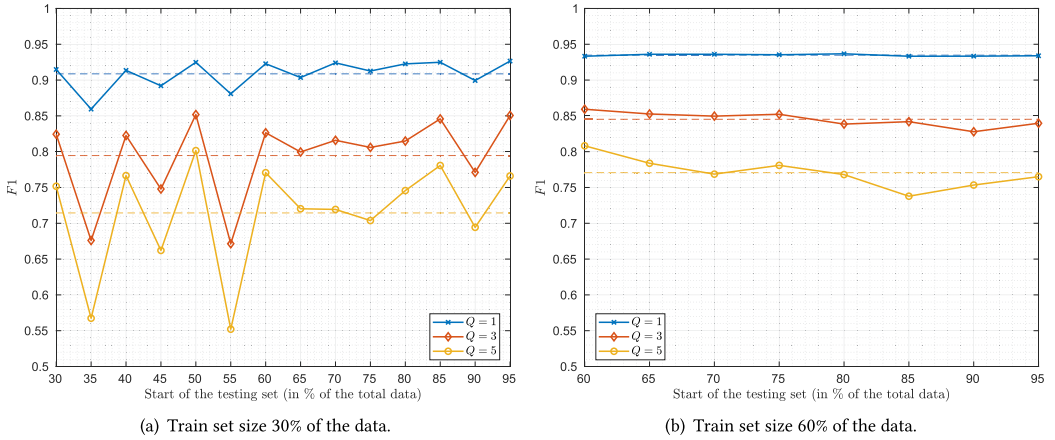 1
0.95
0.9
0.85
0.8
0.75
0.7
0.65
0.6
0.55
0.5
F1
Q = 1
Q = 3
Q = 5
30 35 40 45 50 55 60 65 70 75 80 85 90 95
Start of the testing set (in % of the total data)
(a) Train set size 30% of the data.
1
0.95
0.9
0.85
0.8
0.75
0.7
0.65
0.6
0.55
0.5
F1
Q = 1
Q = 3
Q = 5
60 65 70 75 80 85 90 95
Start of the testing set (in % of the total data)
(b) Train set size 60% of the data.